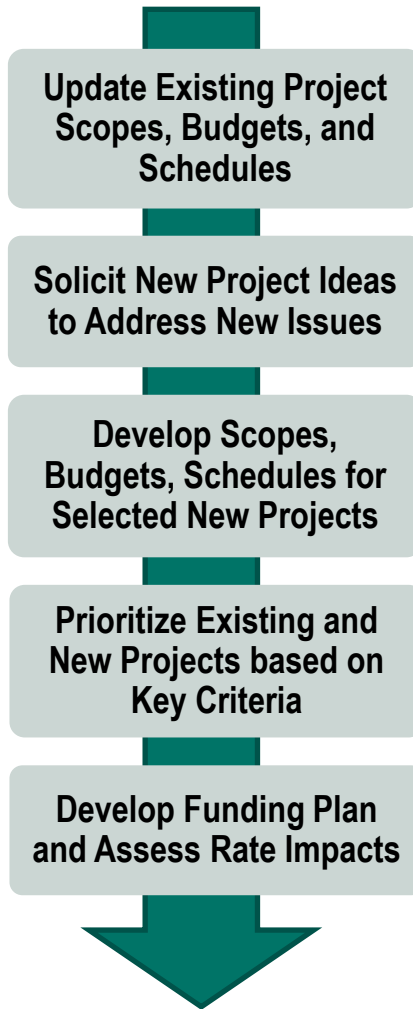 Update Existing Project
Scopes, Budgets, and
Schedules
Solicit New Project Ideas
to Address New Issues
Develop Scopes,
Budgets, Schedules for
Selected New Projects
Prioritize Existing and
New Projects based on
Key Criteria
Develop Funding Plan
and Assess Rate Impacts